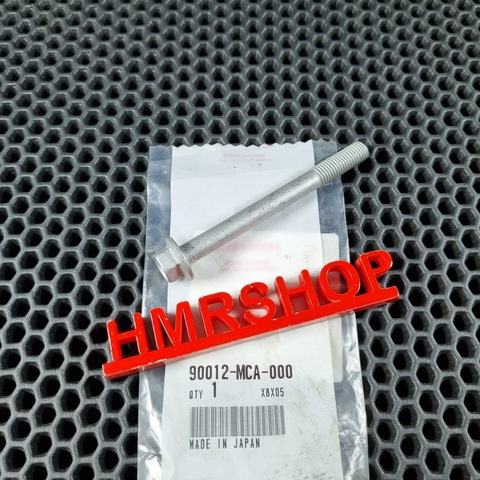 HMRSHOP
90012-MCA-000
QTY 1 X8X05
MADE IN JAPAN